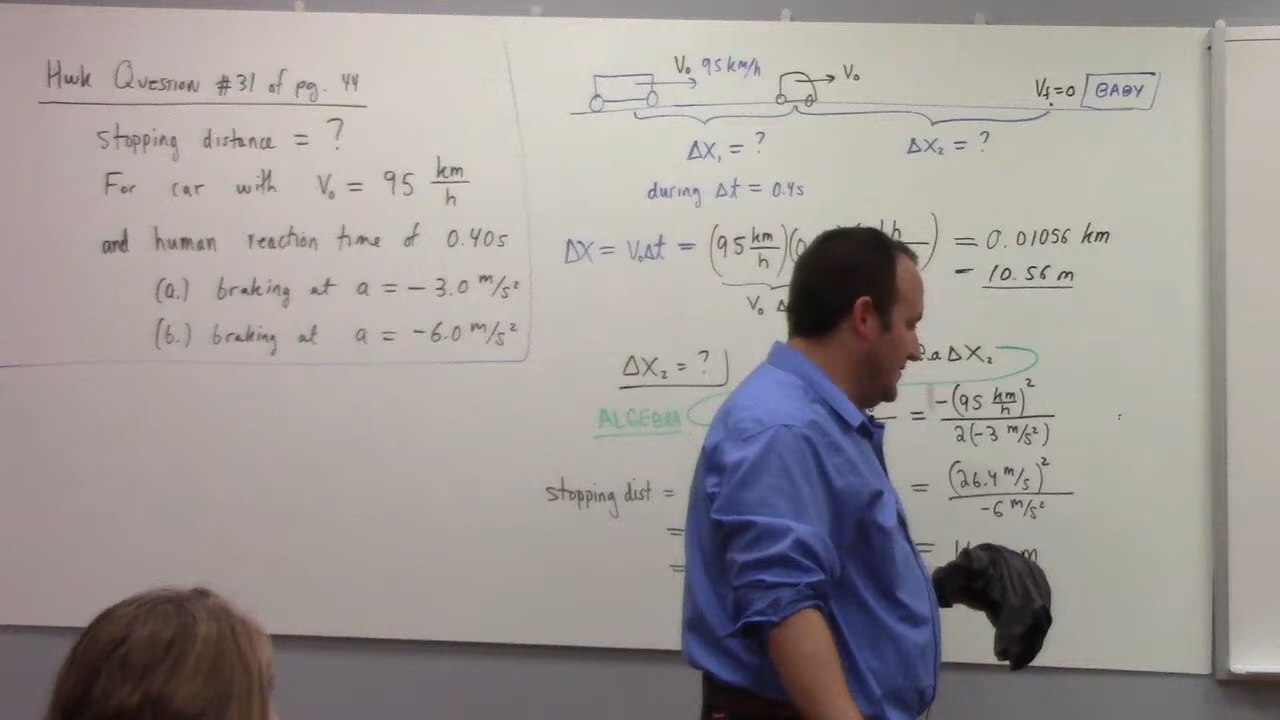 Hwk Question #31 of pg. 44
stopping distance = ?
For car with V₀ = 95 km/h
and human reaction time of 0.40s
(a.) braking at a = -3.0 m/s²
(b.) braking at a = -6.0 m/s²
V₀ 95 km/h
V₀
V_f = 0 BABY
ΔX₁ = ?
ΔX₂ = ?
during Δt = 0.4s
ΔX = V₀Δt = (95 km/h)(0 h) = 0.01056 km
= 10.56 m
V₀
ΔX₂ = ?
aΔX₂
ALGEBRA
= -(95 km/h)² / 2(-3 m/s²)
stopping dist =
= (26.4 m/s)² / -6 m/s²
=
= m
=